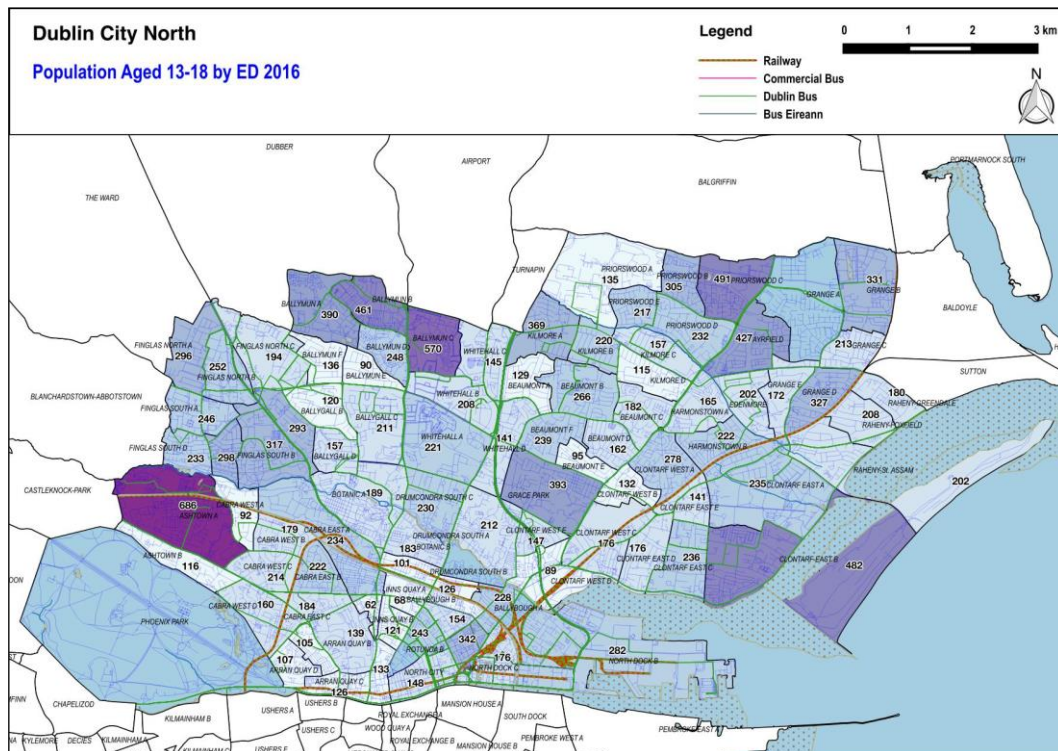 Dublin City North
Population Aged 13-18 by ED 2016
Legend
Railway
Commercial Bus
Dublin Bus
Bus Eireann
0 1 2 3 km
N
DUBBER
AIRPORT
PORTMARNOCK SOUTH
BALGRIFFIN
THE WARD
TURNAPIN
PRIORSWOOD A
135
PRIORSWOOD B
305
491
PRIORSWOOD C
GRANGE A
331
GRANGE B
BALDOYLE
BALLYMUN A
390
461
BALLYMUN B
PRIORSWOOD E
217
PRIORSWOOD D
232
427
AYRFIELD
213
GRANGE C
FINGLAS NORTH A
296
FINGLAS NORTH C
194
252
FINGLAS NORTH B
BALLYMUN F
136
90
BALLYMUN E
BALLYMUN D
248
BALLYMUN C
570
WHITEHALL C
145
369
KILMORE A
220
KILMORE B
157
KILMORE C
115
KILMORE D
129
BEAUMONT A
SUTTON
BLANCHARDSTOWN-ABBOTSTOWN
FINGLAS SOUTH A
246
120
BALLYGALL B
BALLYGALL C
211
WHITEHALL B
208
BEAUMONT B
266
182
BEAUMONT C
165
HARMONSTOWN A
202
EDENMORE
GRANGE E
172
GRANGE D
327
180
RAHENY-GREENDALE
208
RAHENY-FOXFIELD
FINGLAS SOUTH D
233
298
293
317
FINGLAS SOUTH B
157
BALLYGALL D
WHITEHALL A
221
141
WHITEHALL D
BEAUMONT F
239
BEAUMONT D
162
95
BEAUMONT E
222
HARMONSTOWN B
278
CLONTARF WEST A
RAHENY-ST. ASSAM
202
CASTLEKNOCK-PARK
686
ASHTOWN A
CABRA WEST A
92
BOTANIC A
189
DRUMCONDRA SOUTH C
230
393
GRACE PARK
132
CLONTARF WEST B
141
CLONTARF EAST E
235
CLONTARF EAST A
179
CABRA WEST B
CABRA EAST A
234
212
DRUMCONDRA SOUTH A
183
BOTANIC B
CLONTARF WEST E
147
CLONTARF WEST C
176
176
CLONTARF EAST D
236
CLONTARF EAST C
CLONTARF EAST B
482
ASHTOWN B
116
CABRA WEST C
214
222
CABRA EAST B
101
DRUMCONDRA SOUTH B
89
CLONTARF WEST D
CABRA WEST D
160
184
CABRA EAST C
INNS QUAY A
62
68
BALLYBOUGH B
126
228
BALLYBOUGH A
PHOENIX PARK
105
139
ARRAN QUAY B
INNS QUAY B
121
243
ROTUNDA B
154
342
282
NORTH DOCK B
107
ARRAN QUAY D
133
NORTH CITY
148
176
NORTH DOCK C
ARRAN QUAY C
126
CHAPELIZOD
KILMAINHAM B
USHERS A
USHERS B
ROYAL EXCHANGE A
MANSION HOUSE A
SOUTH DOCK
PEMBROKE EAST A
KYLEMORE
DECIES
KILMAINHAM A
KILMAINHAM C
USHERS C
WOOD QUAY A
ROYAL EXCHANGE B
MANSION HOUSE B
PEMBROKE WEST A